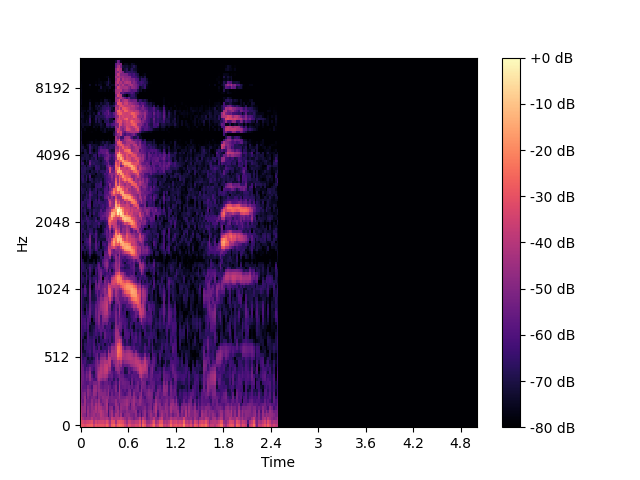 8192
4096
2048
1024
512
0
Hz
0 0.6 1.2 1.8 2.4 3 3.6 4.2 4.8
Time
+0 dB
-10 dB
-20 dB
-30 dB
-40 dB
-50 dB
-60 dB
-70 dB
-80 dB